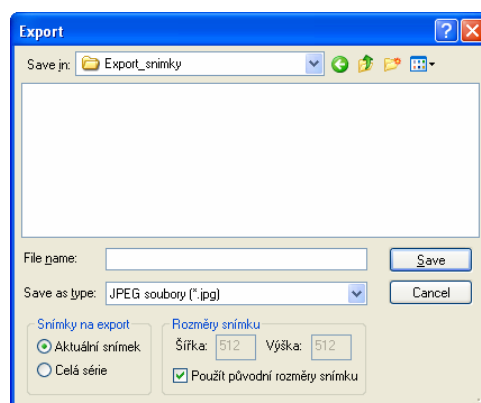 Export
Save in: Export_snimky
File name: Save
Save as type: JPEG soubory (*.jpg) Cancel
Snímky na export Rozměry snímku
Aktuální snímek Šířka: 512 Výška: 512
Celá série Použít původní rozměry snímku